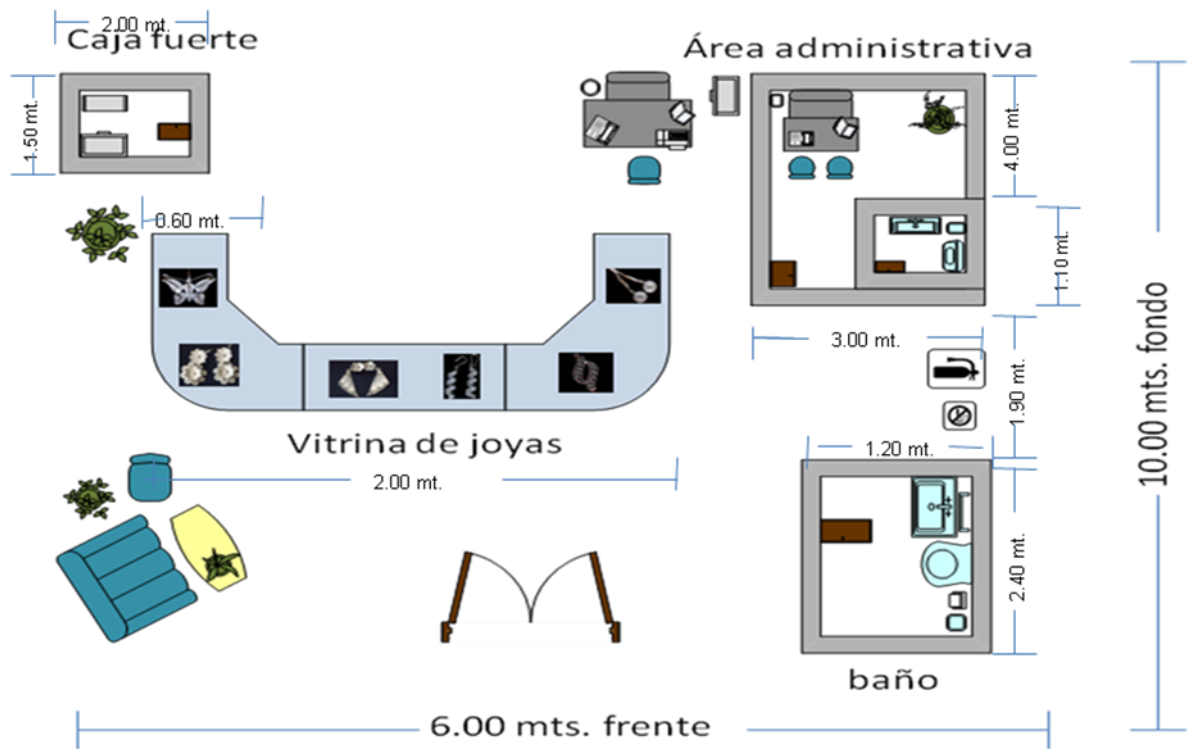 2.00 mt.
Caja fuerte
Área administrativa
1.50 mt.
4.00 mt.
0.60 mt.
1.10 mt.
3.00 mt.
10.00 mts. fondo
1.90 mt.
Vitrina de joyas
1.20 mt.
2.00 mt.
2.40 mt.
baño
6.00 mts. frente